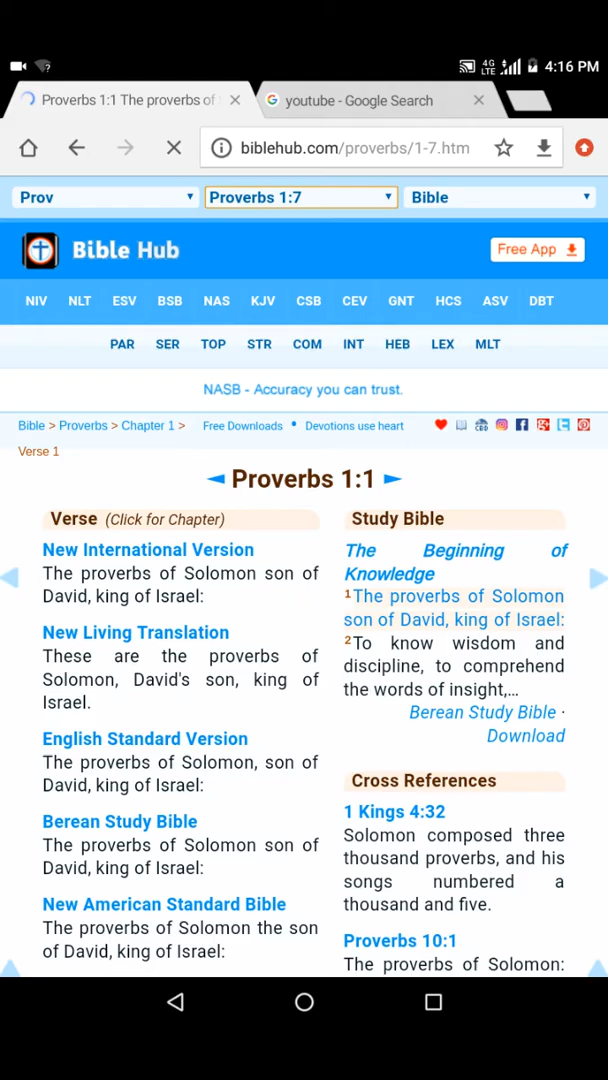 4G LTE 4:16 PM
Proverbs 1:1 The proverbs of
youtube - Google Search
biblehub.com/proverbs/1-7.htm
Prov
Proverbs 1:7
Bible
Bible Hub
Free App
NIV NLT ESV BSB NAS KJV CSB CEV GNT HCS ASV DBT
PAR SER TOP STR COM INT HEB LEX MLT
NASB - Accuracy you can trust.
Bible > Proverbs > Chapter 1 >
Verse 1
Free Downloads • Devotions use heart
Proverbs 1:1
Verse (Click for Chapter)
New International Version
The proverbs of Solomon son of
David, king of Israel:
New Living Translation
These are the proverbs of
Solomon, David's son, king of
Israel.
English Standard Version
The proverbs of Solomon, son of
David, king of Israel:
Berean Study Bible
The proverbs of Solomon son of
David, king of Israel:
New American Standard Bible
The proverbs of Solomon the son
of David, king of Israel:
Study Bible
The Beginning of
Knowledge
1The proverbs of Solomon
son of David, king of Israel:
2To know wisdom and
discipline, to comprehend
the words of insight,…
Berean Study Bible ·
Download
Cross References
1 Kings 4:32
Solomon composed three
thousand proverbs, and his
songs numbered a
thousand and five.
Proverbs 10:1
The proverbs of Solomon: